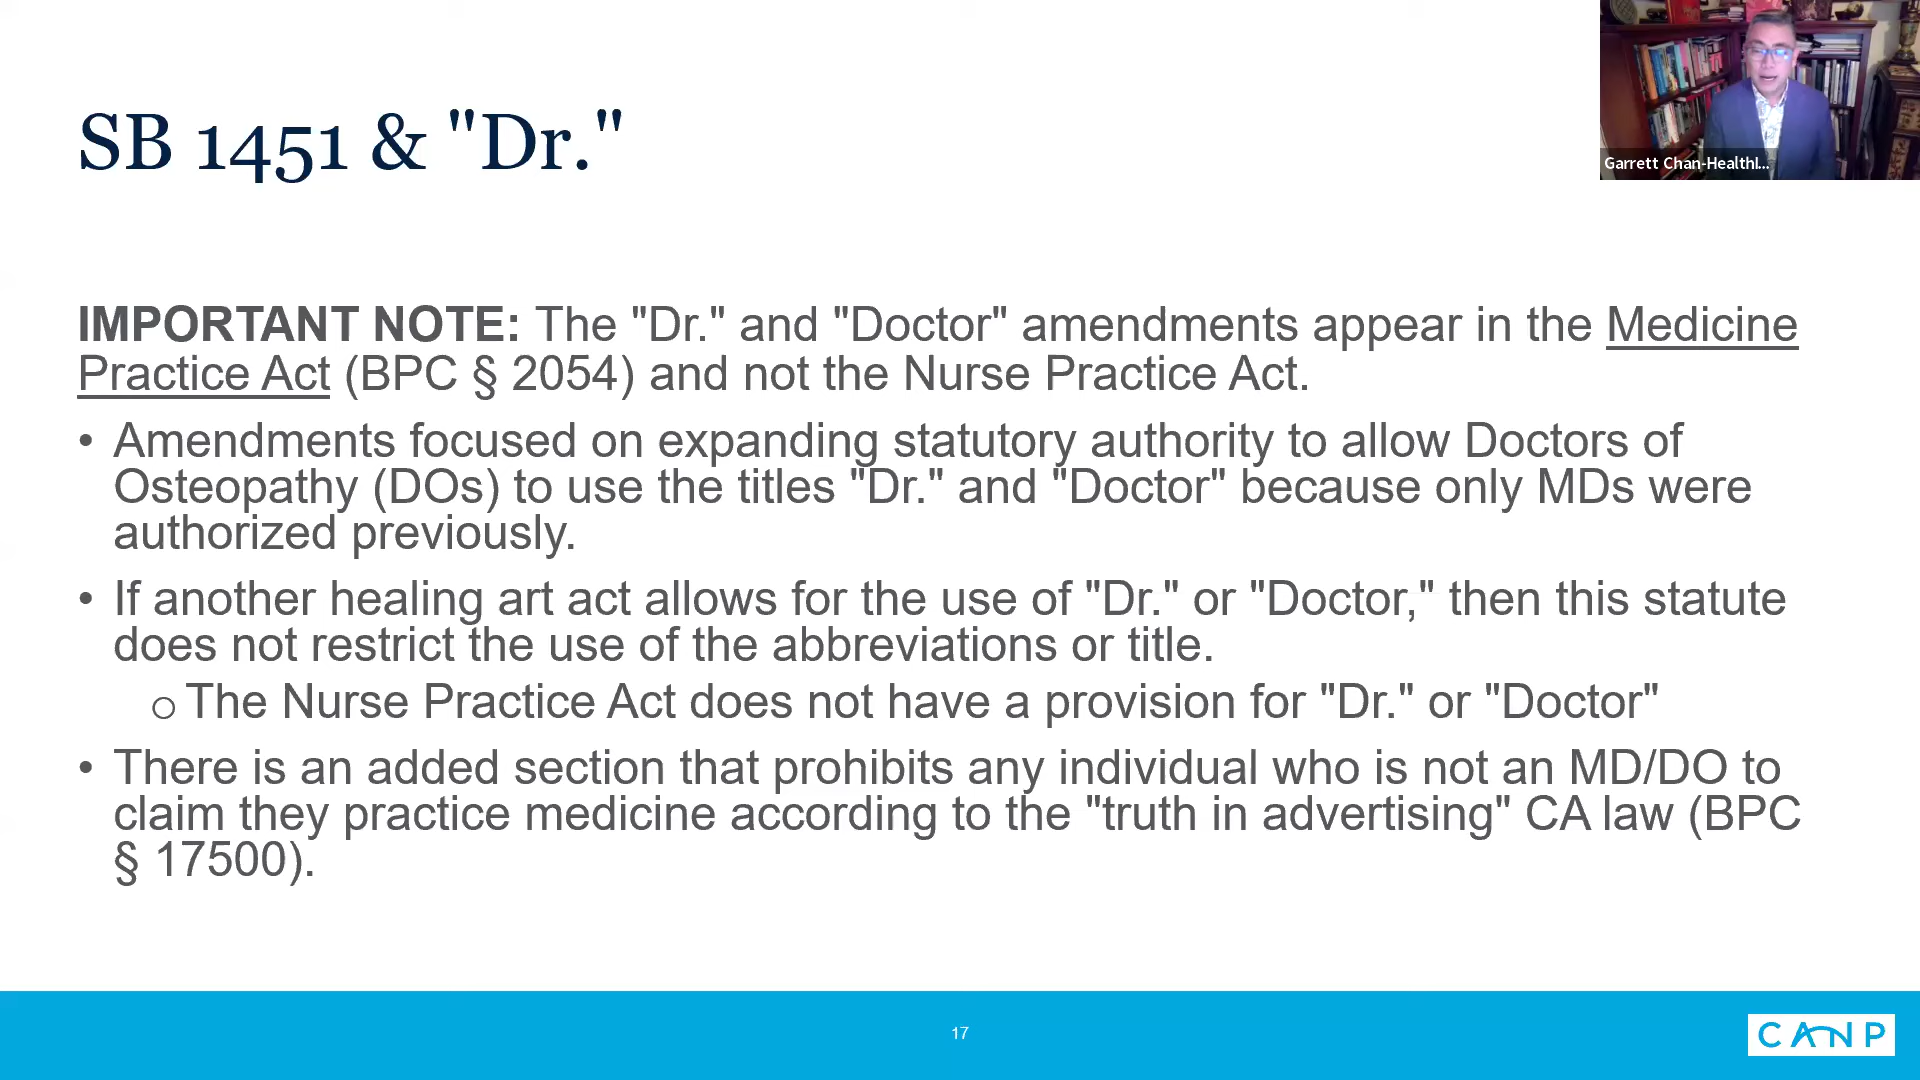 SB 1451 & "Dr."
Garrett Chan-Healthl...
IMPORTANT NOTE: The "Dr." and "Doctor" amendments appear in the Medicine
Practice Act (BPC § 2054) and not the Nurse Practice Act.
• Amendments focused on expanding statutory authority to allow Doctors of
Osteopathy (DOs) to use the titles "Dr." and "Doctor" because only MDs were
authorized previously.
• If another healing art act allows for the use of "Dr." or "Doctor," then this statute
does not restrict the use of the abbreviations or title.
o The Nurse Practice Act does not have a provision for "Dr." or "Doctor"
• There is an added section that prohibits any individual who is not an MD/DO to
claim they practice medicine according to the "truth in advertising" CA law (BPC
§ 17500).
17
CANP